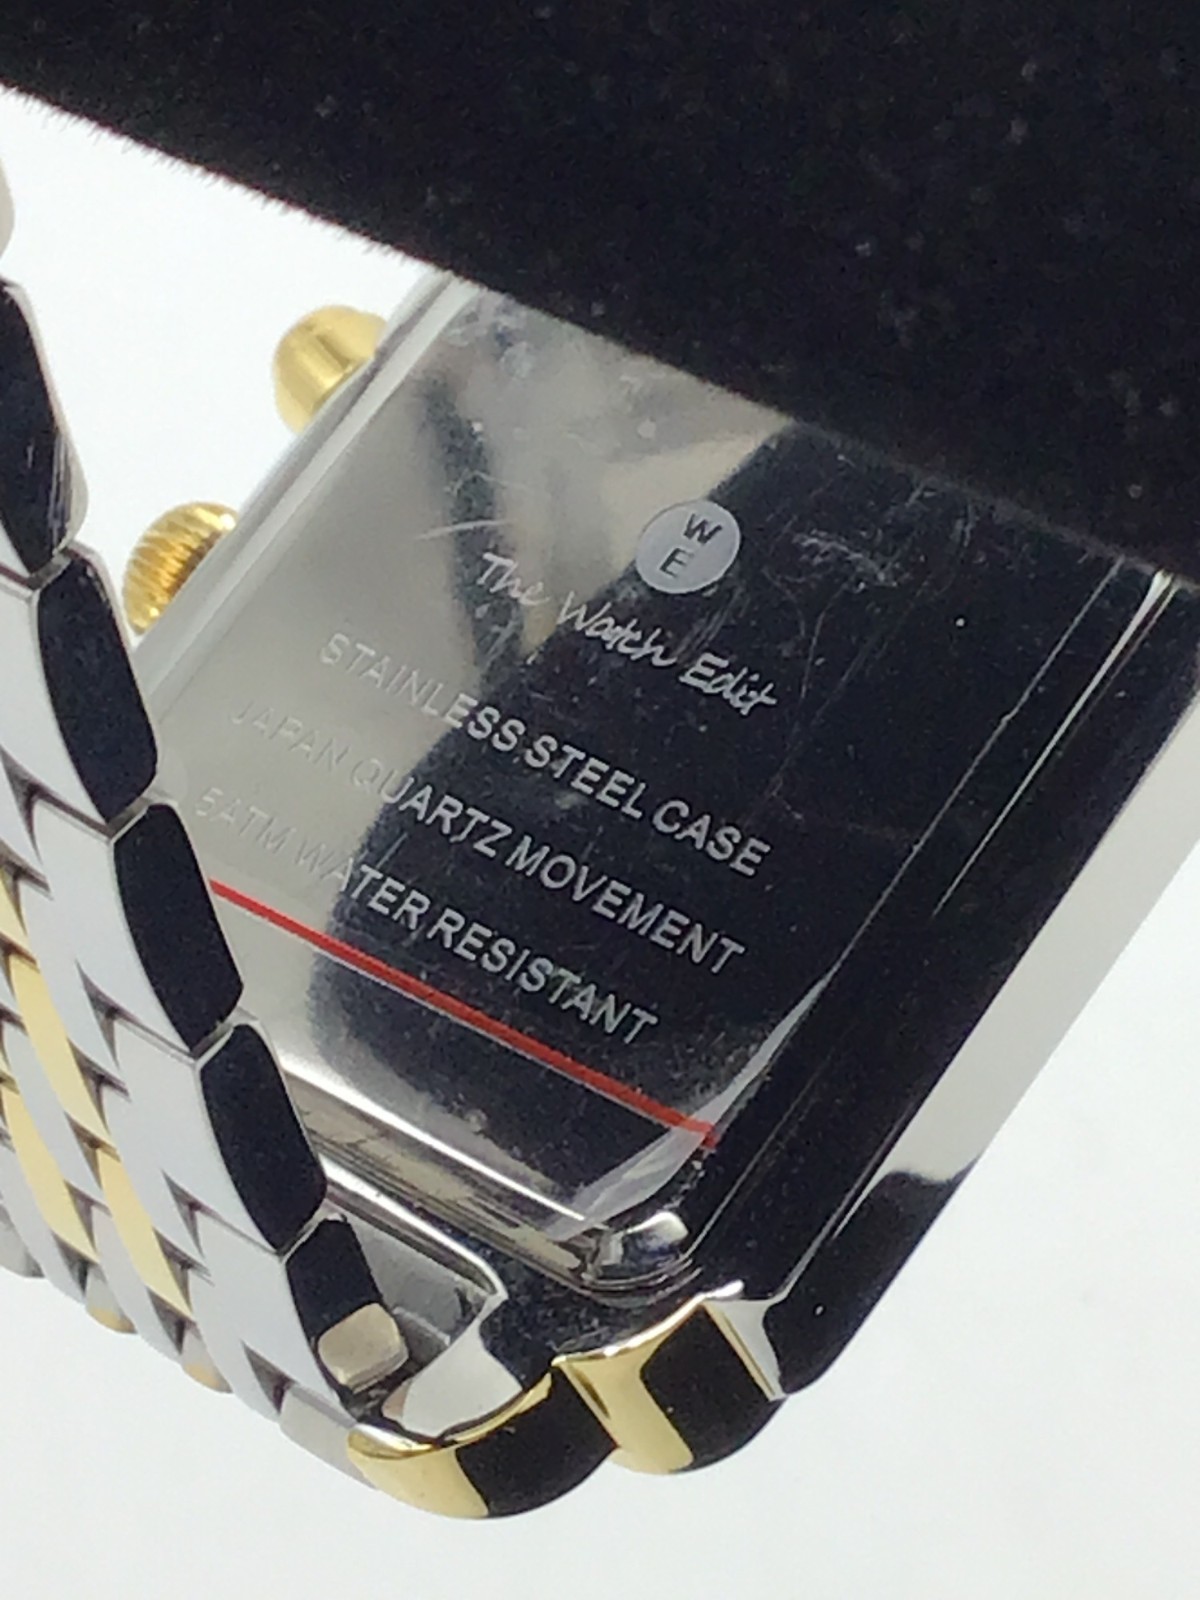 W
E
The Watch Edit
STAINLESS STEEL CASE
JAPAN QUARTZ MOVEMENT
5ATM WATER RESISTANT